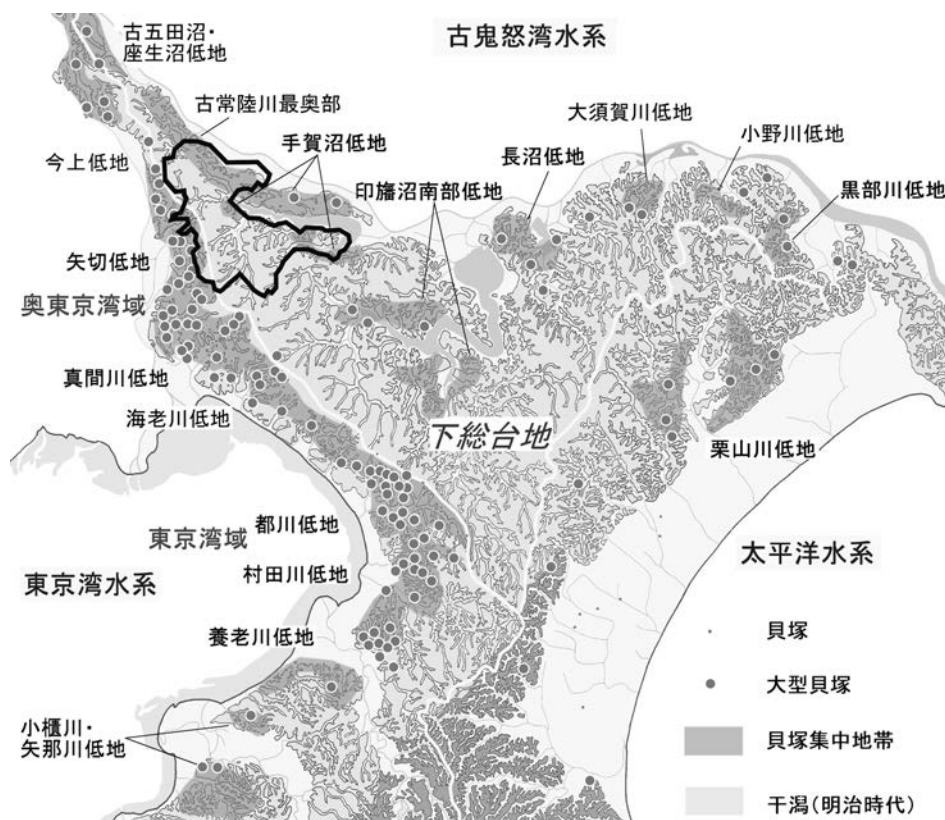 古五田沼・
座生沼低地
古鬼怒湾水系
古常陸川最奥部
大須賀川低地
手賀沼低地
小野川低地
長沼低地
今上低地
印旛沼南部低地
黒部川低地
矢切低地
奥東京湾域
真間川低地
海老川低地
下総台地
栗山川低地
都川低地
東京湾域
太平洋水系
村田川低地
東京湾水系
貝塚
養老川低地
大型貝塚
小櫃川・
矢那川低地
貝塚集中地帯
干潟(明治時代)